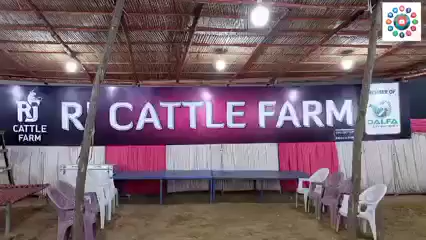 RJ
CATTLE
FARM
RJ CATTLE FARM
MEMBER OF
DALFA